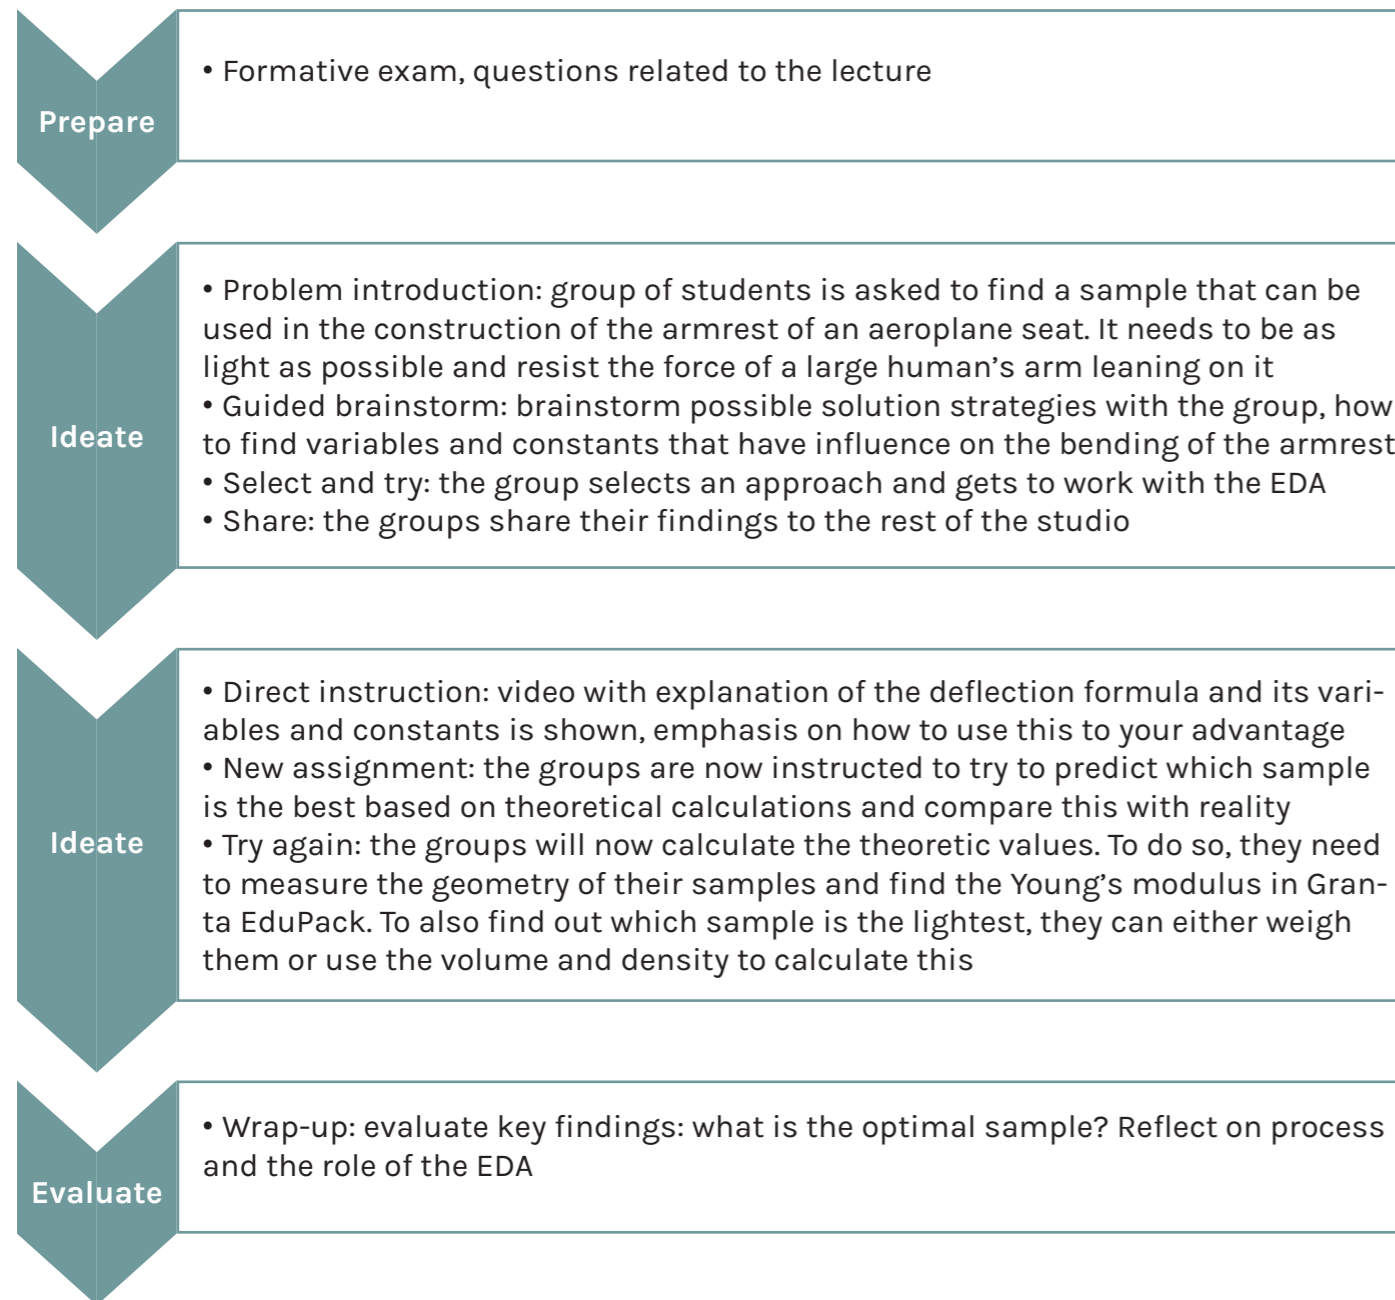 Prepare
• Formative exam, questions related to the lecture
Ideate
• Problem introduction: group of students is asked to find a sample that can be
used in the construction of the armrest of an aeroplane seat. It needs to be as
light as possible and resist the force of a large human’s arm leaning on it
• Guided brainstorm: brainstorm possible solution strategies with the group, how
to find variables and constants that have influence on the bending of the armrest
• Select and try: the group selects an approach and gets to work with the EDA
• Share: the groups share their findings to the rest of the studio
Ideate
• Direct instruction: video with explanation of the deflection formula and its vari-
ables and constants is shown, emphasis on how to use this to your advantage
• New assignment: the groups are now instructed to try to predict which sample
is the best based on theoretical calculations and compare this with reality
• Try again: the groups will now calculate the theoretic values. To do so, they need
to measure the geometry of their samples and find the Young’s modulus in Gran-
ta EduPack. To also find out which sample is the lightest, they can either weigh
them or use the volume and density to calculate this
Evaluate
• Wrap-up: evaluate key findings: what is the optimal sample? Reflect on process
and the role of the EDA